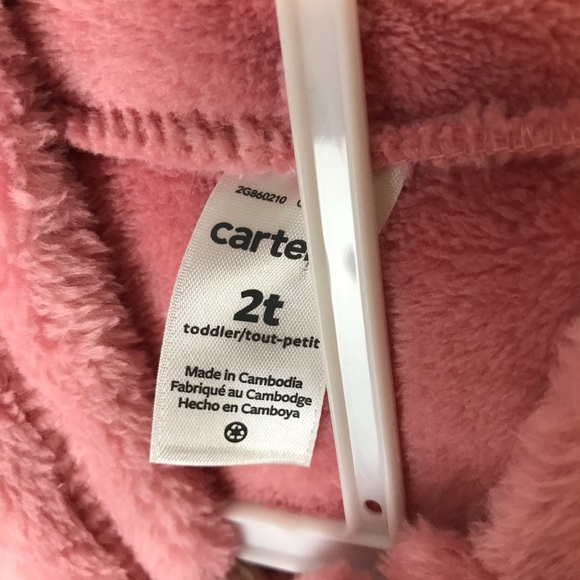 2G860210
carte
2t
toddler/tout-petit
Made in Cambodia
Fabriqué au Cambodge
Hecho en Camboya